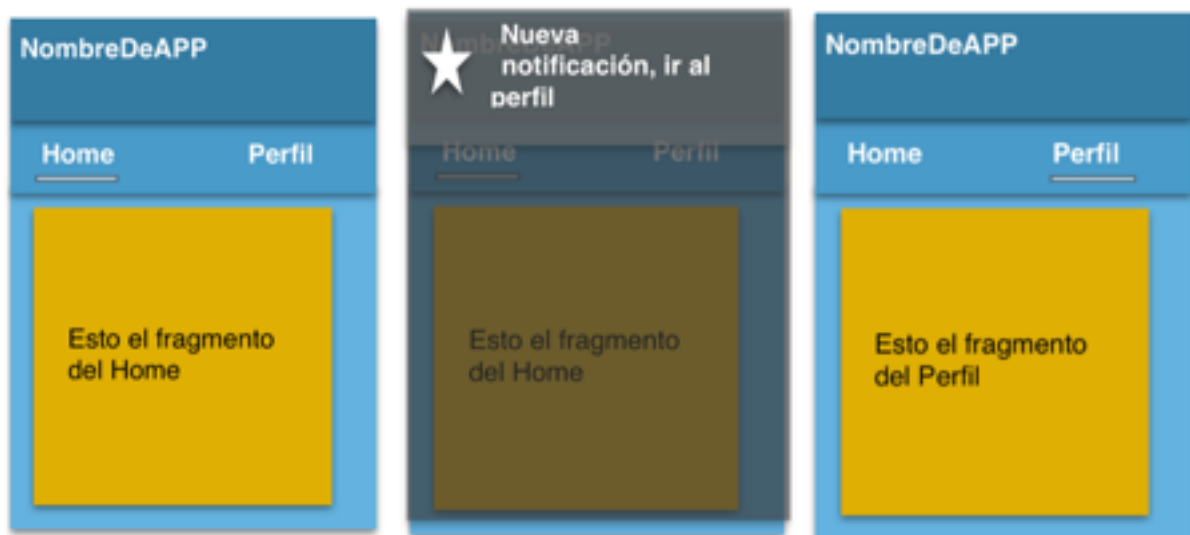 NombreDeAPP
Home Perfil
Esto el fragmento
del Home
NombreDeAPP
Nueva
notificación, ir al
perfil
Home Perfil
Esto el fragmento
del Home
NombreDeAPP
Home Perfil
Esto el fragmento
del Perfil